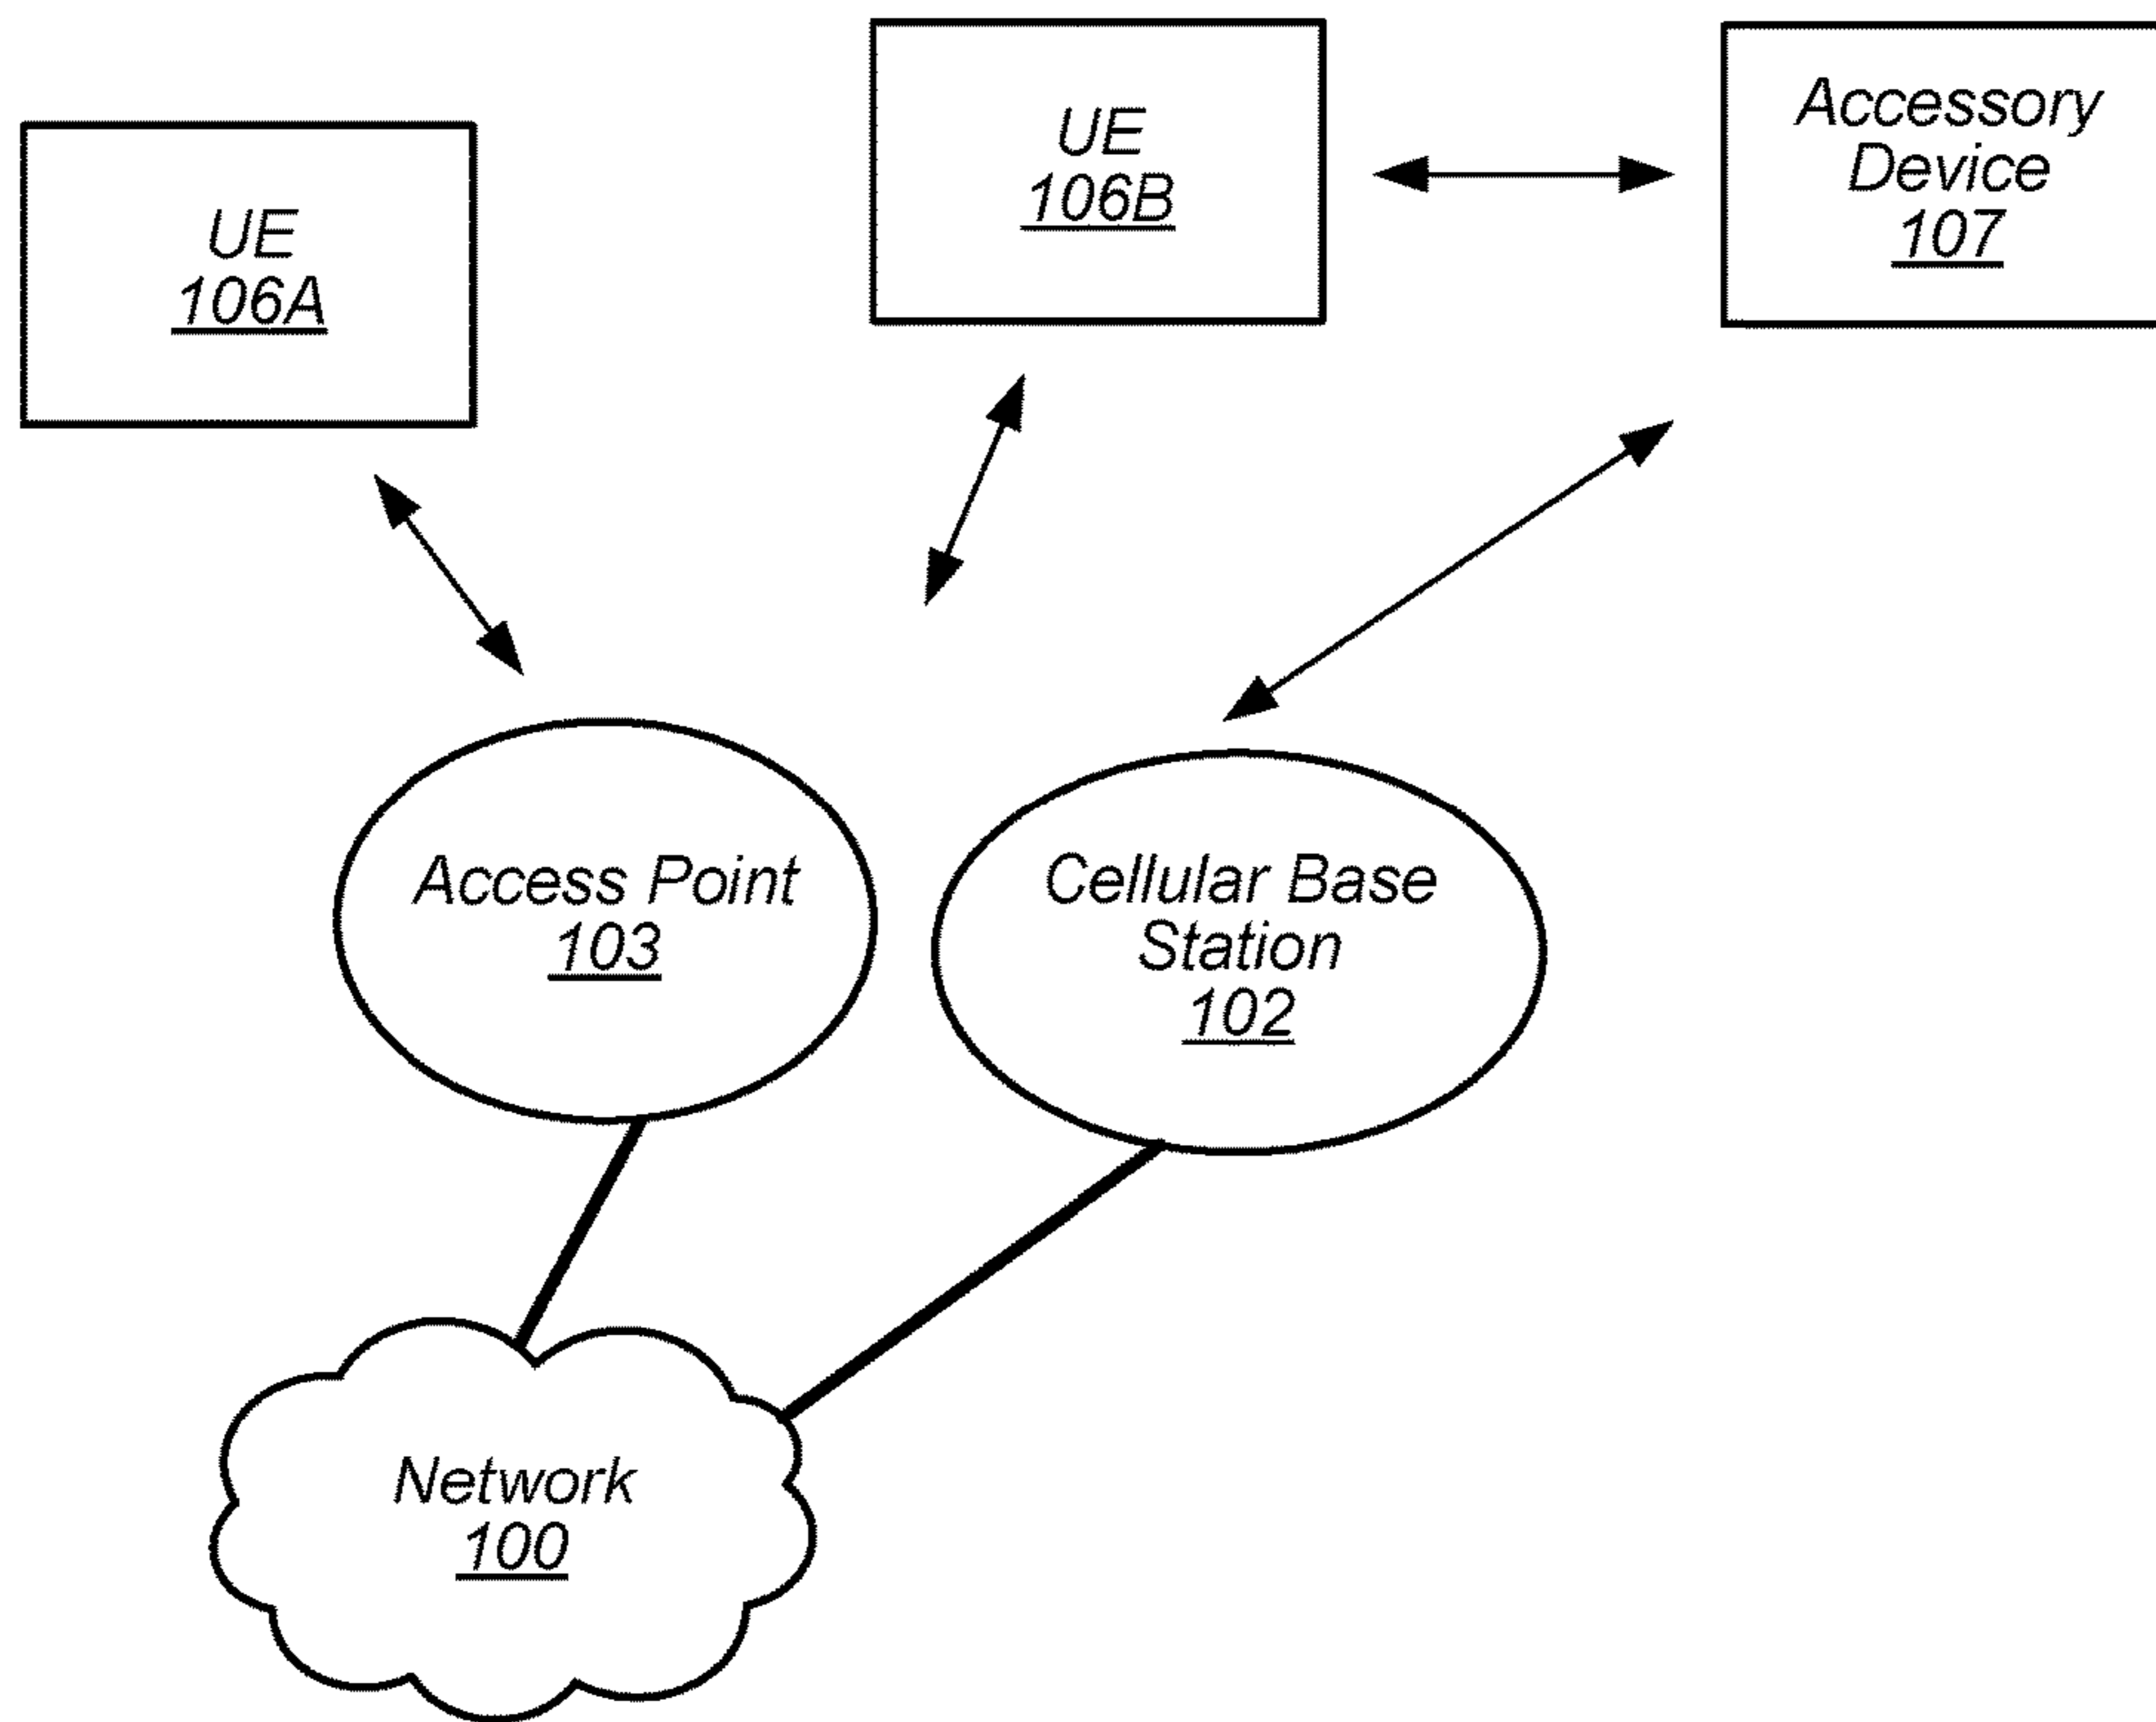 UE
106A
UE
106B
Accessory
Device
107
Access Point
103
Cellular Base
Station
102
Network
100